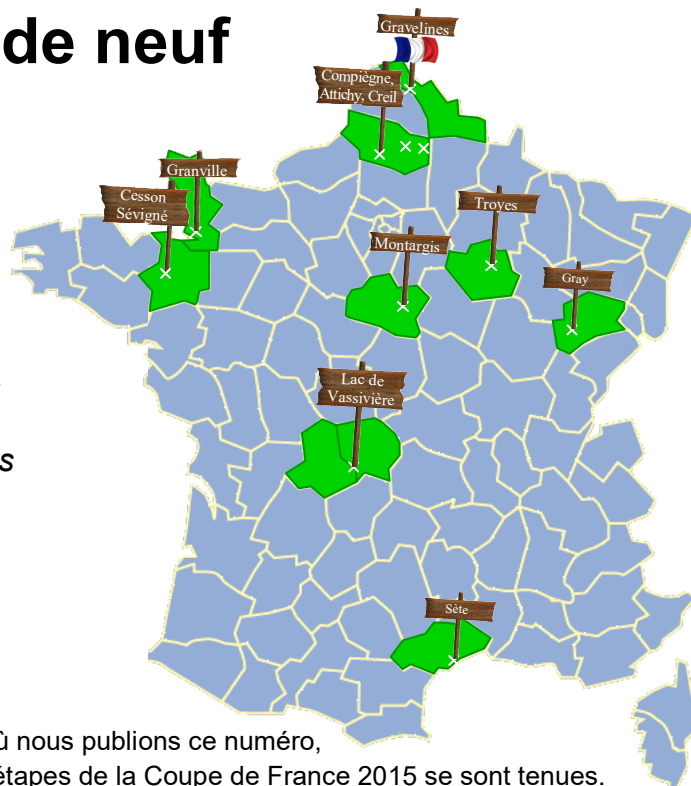 de neuf
Gravelines
Compiègne,
Attichy, Creil
Granville
Cesson
Sévigné
Troyes
Montargis
Gray
Lac de
Vassivière
s
Sète
ù nous publions ce numéro,
étapes de la Coupe de France 2015 se sont tenues.